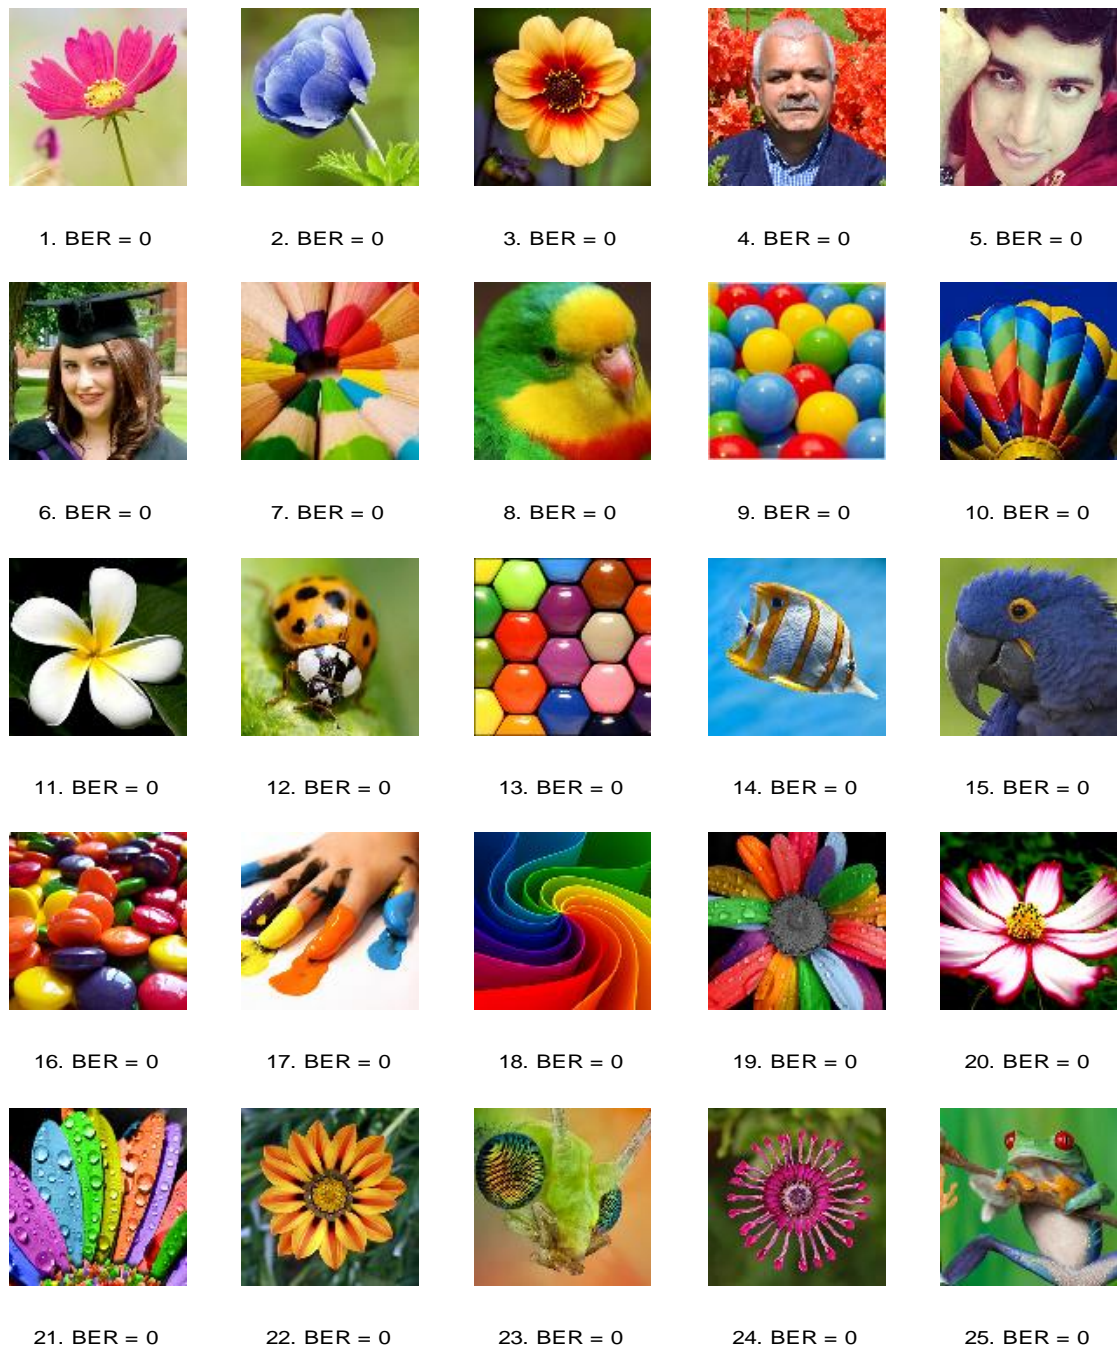 1. BER = 0
2. BER = 0
3. BER = 0
4. BER = 0
5. BER = 0
6. BER = 0
7. BER = 0
8. BER = 0
9. BER = 0
10. BER = 0
11. BER = 0
12. BER = 0
13. BER = 0
14. BER = 0
15. BER = 0
16. BER = 0
17. BER = 0
18. BER = 0
19. BER = 0
20. BER = 0
21. BER = 0
22. BER = 0
23. BER = 0
24. BER = 0
25. BER = 0